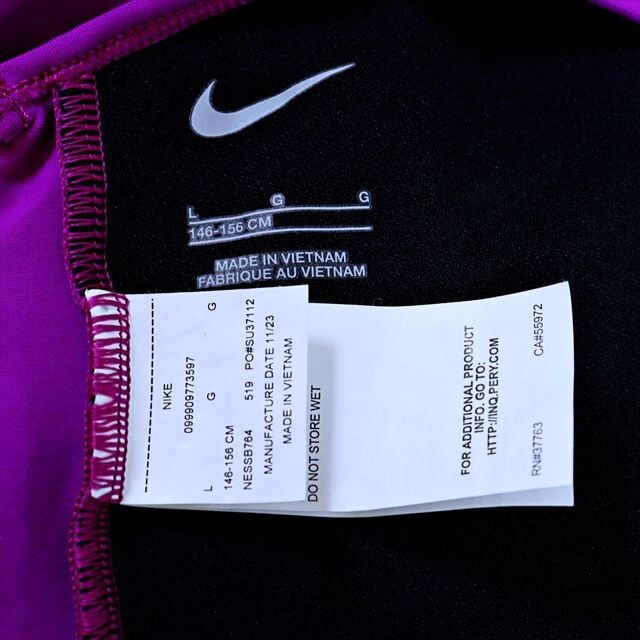 L G G
146-156 CM
MADE IN VIETNAM
FABRIQUE AU VIETNAM
NIKE
099909773597
L G G
146-156 CM
NESSB764 519 PO#SU37112
MANUFACTURE DATE 11/23
MADE IN VIETNAM
DO NOT STORE WET
FOR ADDITIONAL PRODUCT
INFO, GO TO:
HTTP://INQ.PERY.COM
RN#37763 CA#55972